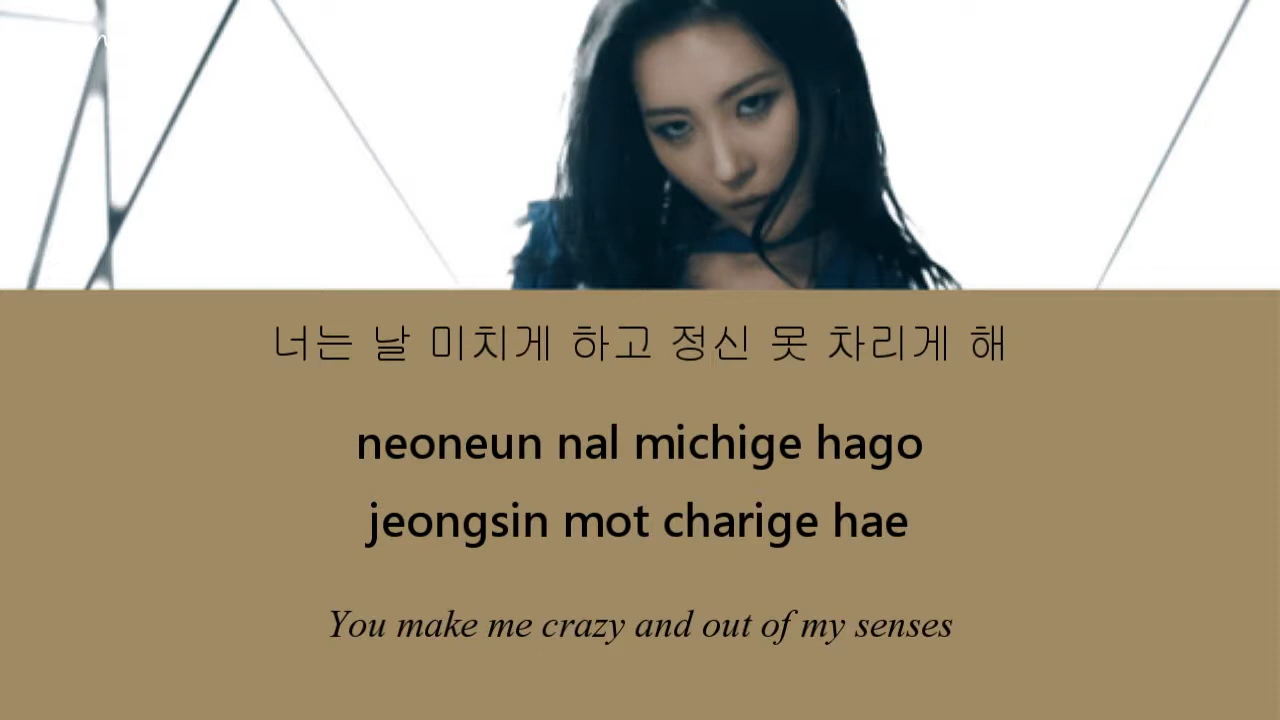 너는 날 미치게 하고 정신 못 차리게 해
neoneun nal michige hago
jeongsin mot charige hae
You make me crazy and out of my senses